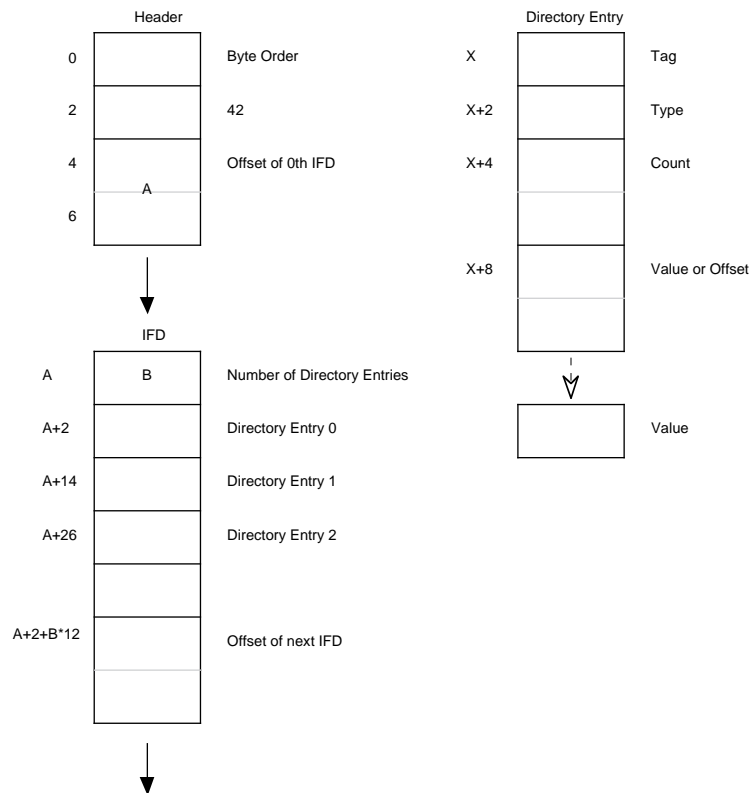 Header
0 Byte Order
2 42
4 Offset of 0th IFD
A
6
IFD
A B Number of Directory Entries
A+2 Directory Entry 0
A+14 Directory Entry 1
A+26 Directory Entry 2
A+2+B*12 Offset of next IFD
Directory Entry
X Tag
X+2 Type
X+4 Count
X+8 Value or Offset
Value